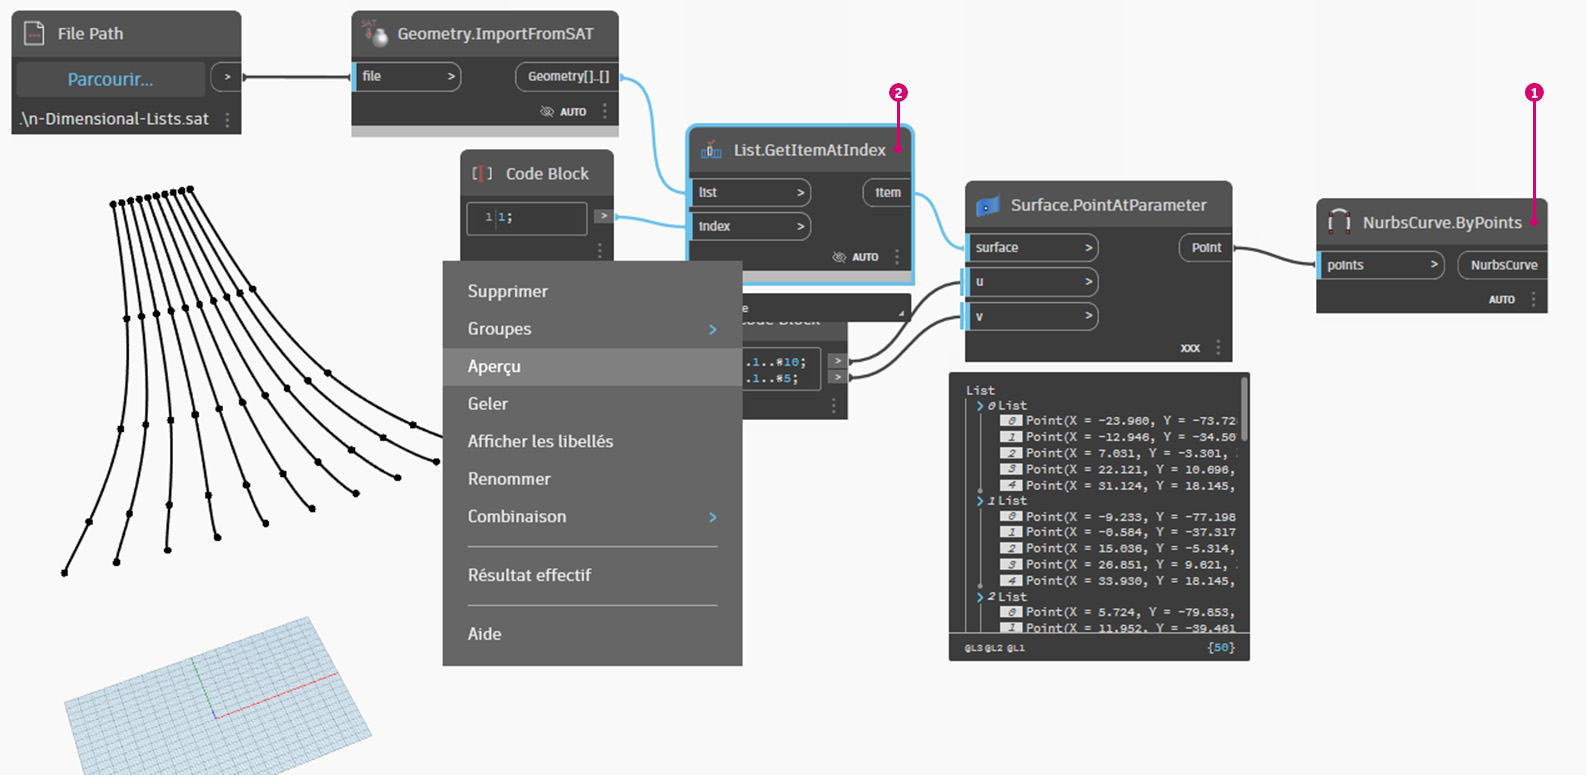 File Path
Parcourir...
>
.\n-Dimensional-Lists.sat
SAT
Geometry.ImportFromSAT
file >
Geometry[]..[]
AUTO
Code Block
1 1;
>
2
List.GetItemAtIndex
list >
item
index >
AUTO
Supprimer
Groupes >
Aperçu
Geler
Afficher les libellés
Renommer
Combinaison >
Résultat effectif
Aide
e
Code Block
.1..#10; >
.1..#5; >
Surface.PointAtParameter
surface >
Point
u >
v >
XXX
List
0 List
0 Point(X = -23.960, Y = -73.72
1 Point(X = -12.946, Y = -34.50
2 Point(X = 7.031, Y = -3.301,
3 Point(X = 22.121, Y = 10.696,
4 Point(X = 31.124, Y = 18.145,
1 List
0 Point(X = -9.233, Y = -77.198
1 Point(X = -0.584, Y = -37.317
2 Point(X = 15.036, Y = -5.314,
3 Point(X = 26.851, Y = 9.621,
4 Point(X = 33.930, Y = 18.145,
2 List
0 Point(X = 5.724, Y = -79.853,
1 Point(X = 11.952, Y = -39.461
@L3 @L2 @L1
{50}
1
NurbsCurve.ByPoints
points >
NurbsCurve
AUTO